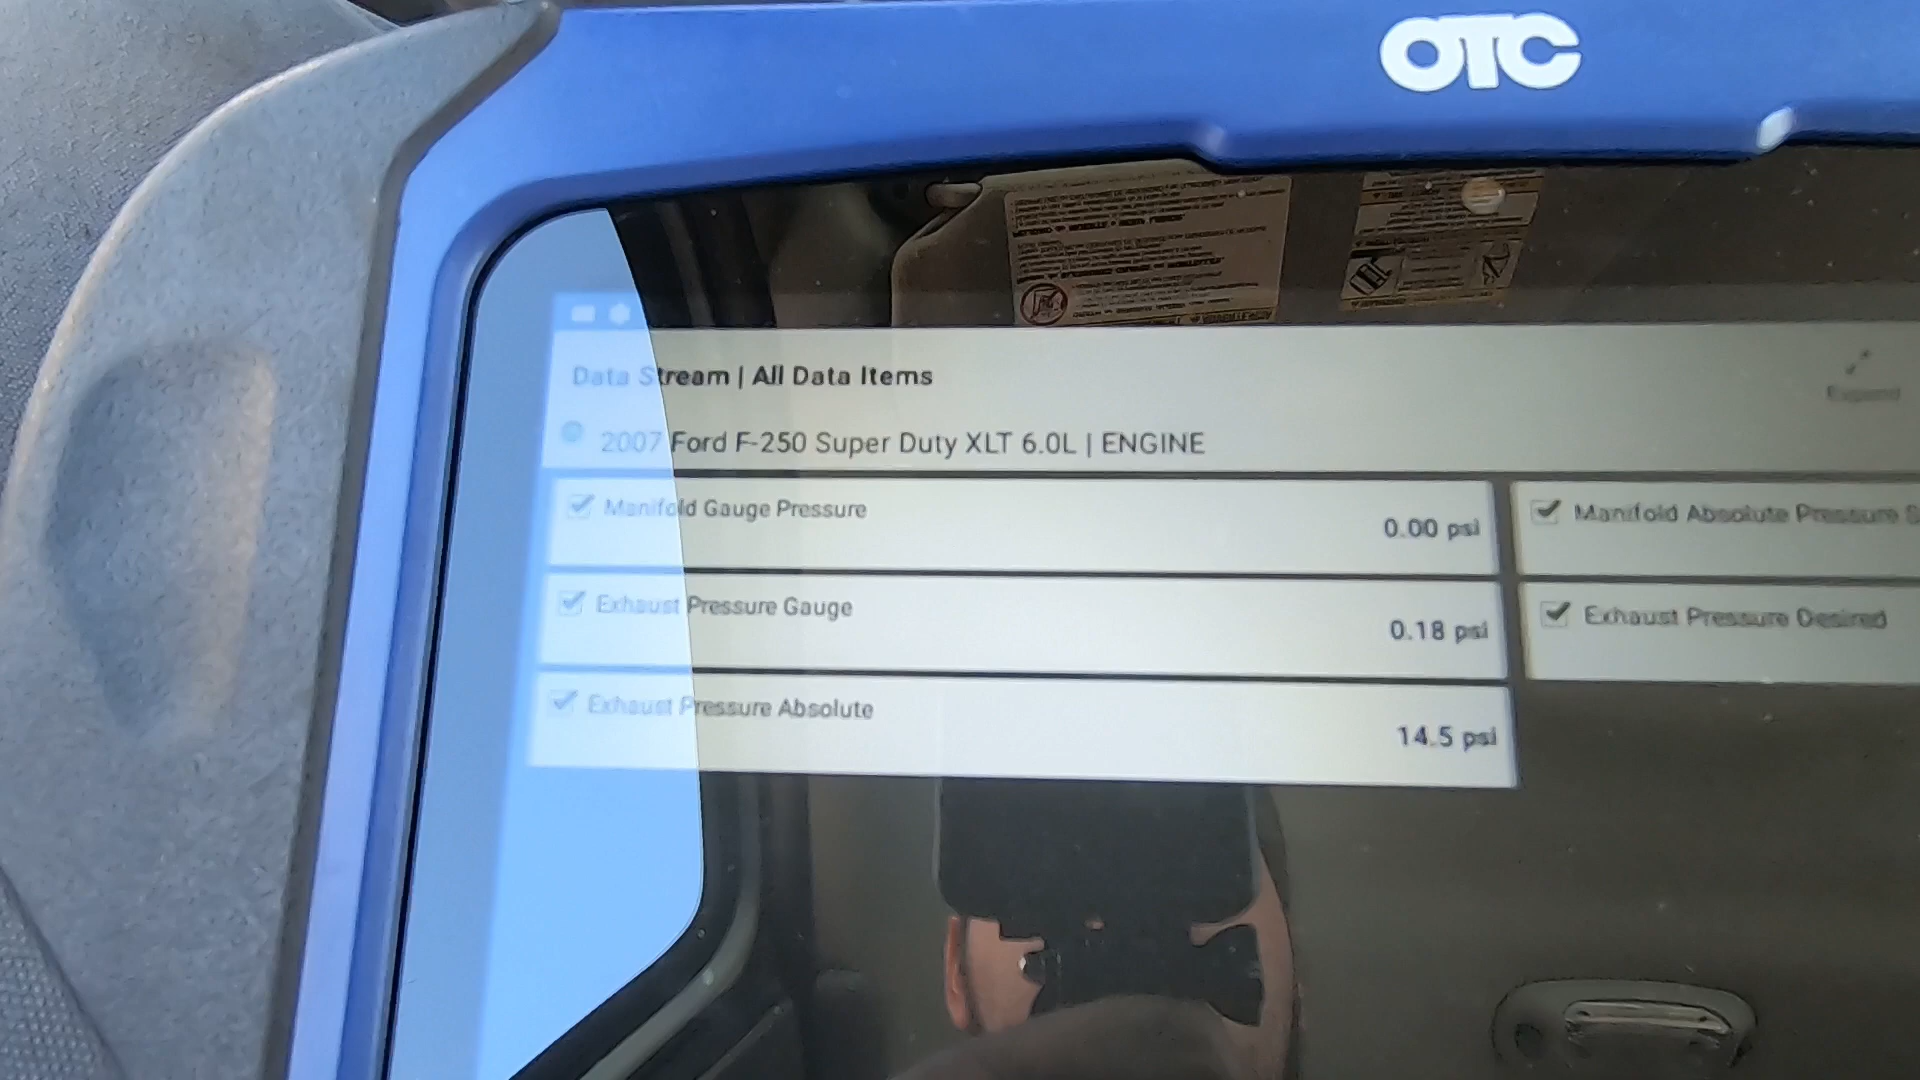 OTC
Expand
Data Stream | All Data Items
2007 Ford F-250 Super Duty XLT 6.0L | ENGINE
Manifold Gauge Pressure
0.00 psi
Manifold Absolute Pressure S
Exhaust Pressure Gauge
0.18 psi
Exhaust Pressure Desired
Exhaust Pressure Absolute
14.5 psi